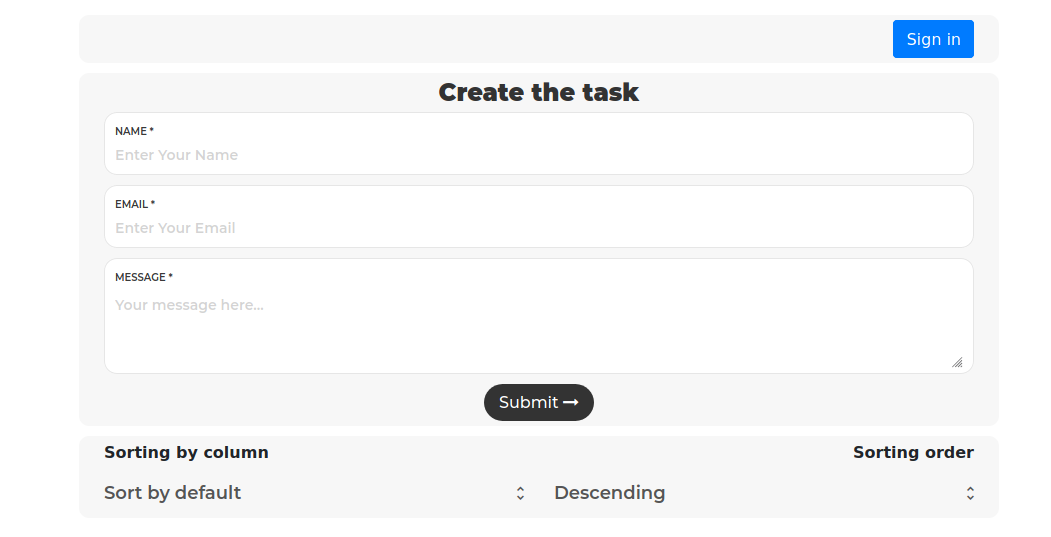 Sign in
Create the task
NAME *
Enter Your Name
EMAIL *
Enter Your Email
MESSAGE *
Your message here...
Submit →
Sorting by column
Sorting order
Sort by default
Descending